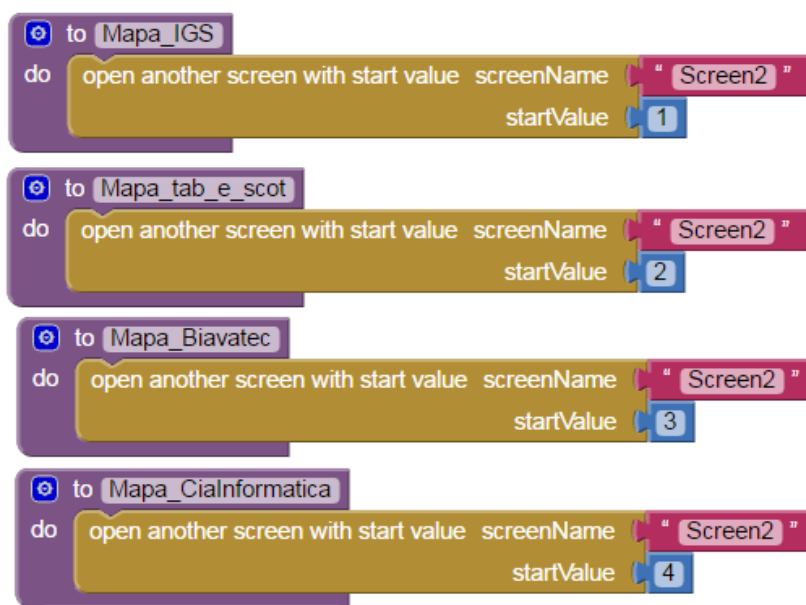 to Mapa_IGS
do open another screen with start value screenName " Screen2 "
startValue 1
to Mapa_tab_e_scot
do open another screen with start value screenName " Screen2 "
startValue 2
to Mapa_Biavatec
do open another screen with start value screenName " Screen2 "
startValue 3
to Mapa_CiaInformatica
do open another screen with start value screenName " Screen2 "
startValue 4